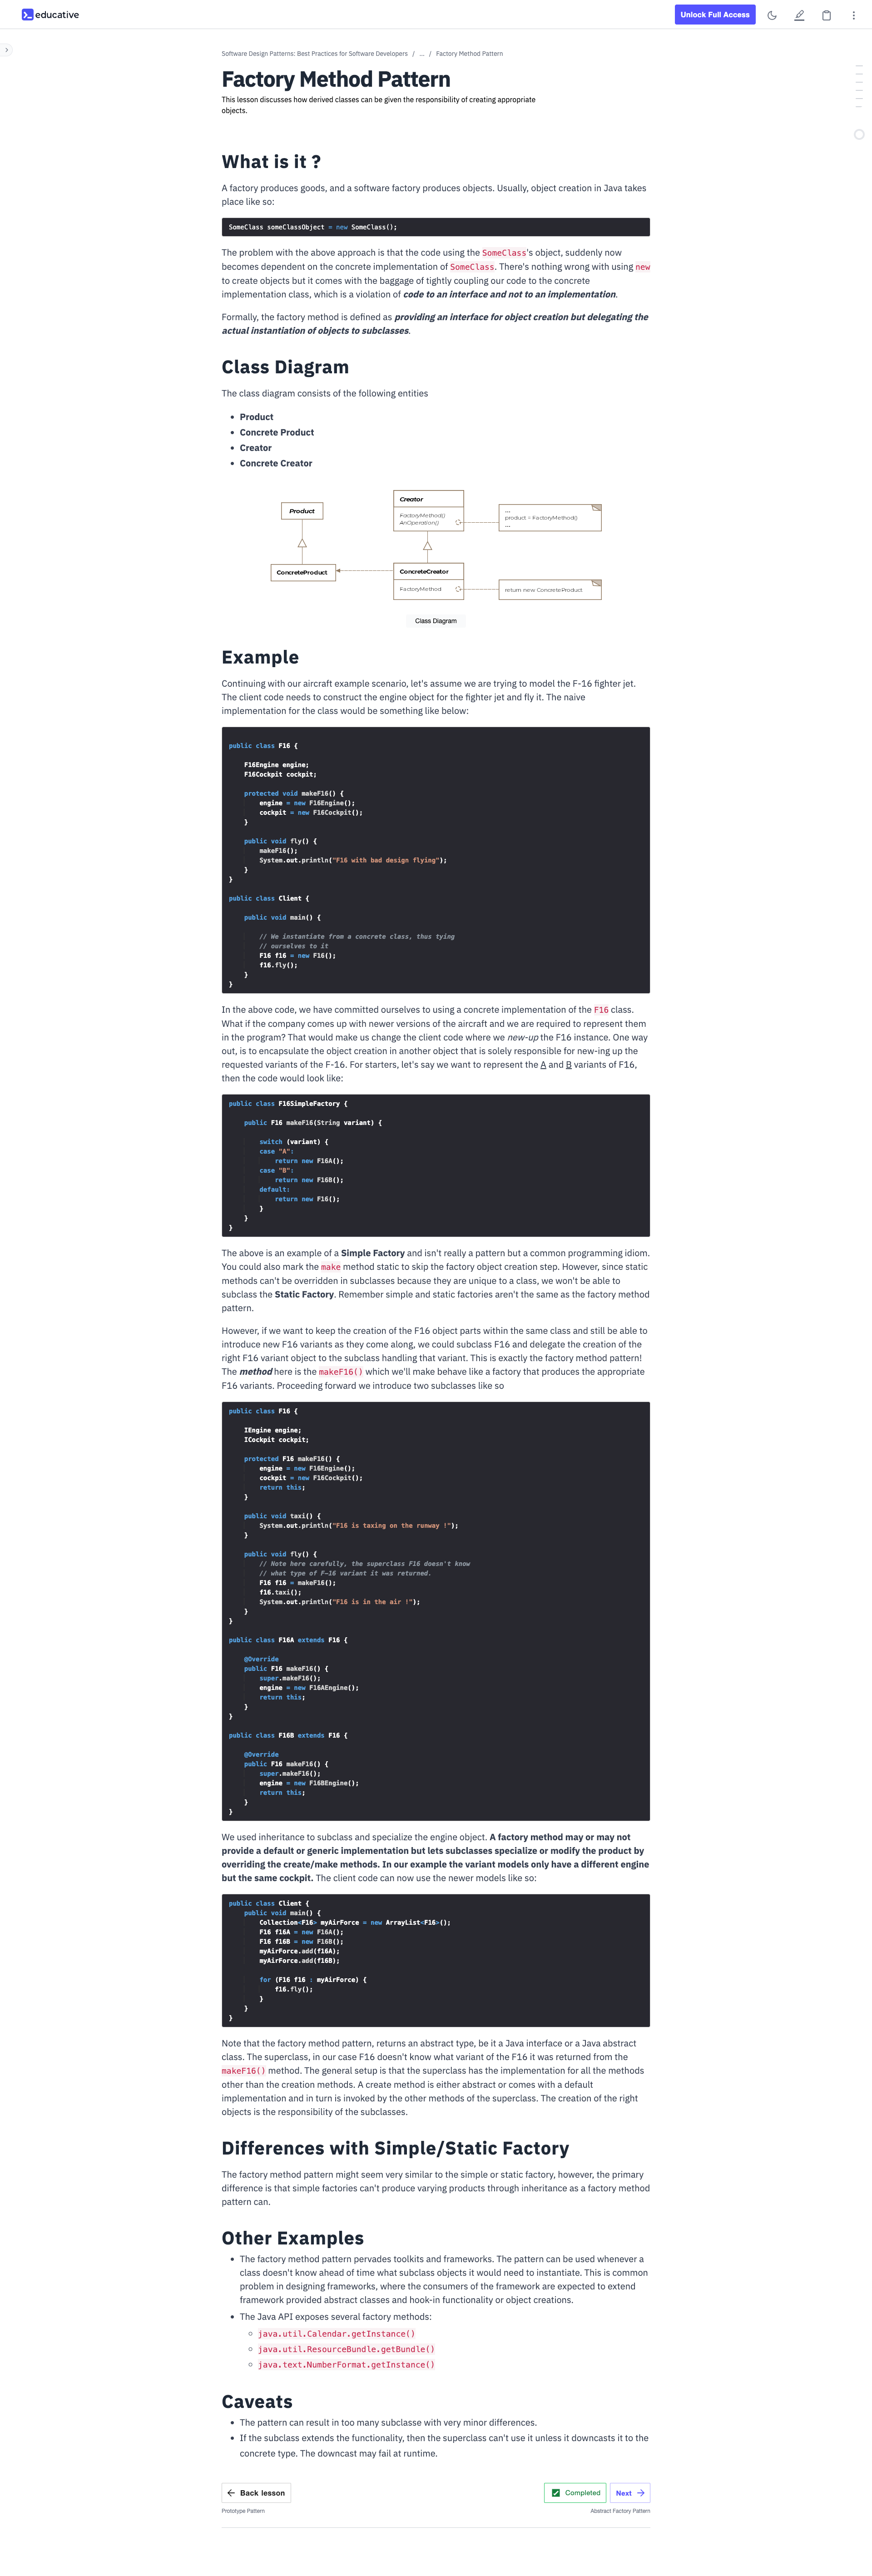 educative
Unlock Full Access
Software Design Patterns: Best Practices for Software Developers / ... / Factory Method Pattern
Factory Method Pattern
This lesson discusses how derived classes can be given the responsibility of creating appropriate
objects.
What is it ?
A factory produces goods, and a software factory produces objects. Usually, object creation in Java takes
place like so:
SomeClass someClassObject = new SomeClass();
The problem with the above approach is that the code using the SomeClass's object, suddenly now
becomes dependent on the concrete implementation of SomeClass. There's nothing wrong with using new
to create objects but it comes with the baggage of tightly coupling our code to the concrete
implementation class, which is a violation of code to an interface and not to an implementation.
Formally, the factory method is defined as providing an interface for object creation but delegating the
actual instantiation of objects to subclasses.
Class Diagram
The class diagram consists of the following entities
• Product
• Concrete Product
• Creator
• Concrete Creator
Product
Creator
FactoryMethod()
AnOperation()
...
product = FactoryMethod()
...
ConcreteProduct
ConcreteCreator
FactoryMethod
return new ConcreteProduct
Class Diagram
Example
Continuing with our aircraft example scenario, let's assume we are trying to model the F-16 fighter jet.
The client code needs to construct the engine object for the fighter jet and fly it. The naive
implementation for the class would be something like below:
public class F16 {
F16Engine engine;
F16Cockpit cockpit;
protected void makeF16() {
engine = new F16Engine();
cockpit = new F16Cockpit();
}
public void fly() {
makeF16();
System.out.println("F16 with bad design flying");
}
}
public class Client {
public void main() {
// We instantiate from a concrete class, thus tying
// ourselves to it
F16 f16 = new F16();
f16.fly();
}
}
In the above code, we have committed ourselves to using a concrete implementation of the F16 class.
What if the company comes up with newer versions of the aircraft and we are required to represent them
in the program? That would make us change the client code where we new-up the F16 instance. One way
out, is to encapsulate the object creation in another object that is solely responsible for new-ing up the
requested variants of the F-16. For starters, let's say we want to represent the A and B variants of F16,
then the code would look like:
public class F16SimpleFactory {
public F16 makeF16(String variant) {
switch (variant) {
case "A":
return new F16A();
case "B":
return new F16B();
default:
return new F16();
}
}
}
The above is an example of a Simple Factory and isn't really a pattern but a common programming idiom.
You could also mark the make method static to skip the factory object creation step. However, since static
methods can't be overridden in subclasses because they are unique to a class, we won't be able to
subclass the Static Factory. Remember simple and static factories aren't the same as the factory method
pattern.
However, if we want to keep the creation of the F16 object parts within the same class and still be able to
introduce new F16 variants as they come along, we could subclass F16 and delegate the creation of the
right F16 variant object to the subclass handling that variant. This is exactly the factory method pattern!
The method here is the makeF16() which we'll make behave like a factory that produces the appropriate
F16 variants. Proceeding forward we introduce two subclasses like so
public class F16 {
IEngine engine;
ICockpit cockpit;
protected F16 makeF16() {
engine = new F16Engine();
cockpit = new F16Cockpit();
return this;
}
public void taxi() {
System.out.println("F16 is taxing on the runway !");
}
public void fly() {
// Note here carefully, the superclass F16 doesn't know
// what type of F-16 variant it was returned.
F16 f16 = makeF16();
f16.taxi();
System.out.println("F16 is in the air !");
}
}
public class F16A extends F16 {
@Override
public F16 makeF16() {
super.makeF16();
engine = new F16AEngine();
return this;
}
}
public class F16B extends F16 {
@Override
public F16 makeF16() {
super.makeF16();
engine = new F16BEngine();
return this;
}
}
We used inheritance to subclass and specialize the engine object. A factory method may or may not
provide a default or generic implementation but lets subclasses specialize or modify the product by
overriding the create/make methods. In our example the variant models only have a different engine
but the same cockpit. The client code can now use the newer models like so:
public class Client {
public void main() {
Collection<F16> myAirForce = new ArrayList<F16>();
F16 f16A = new F16A();
F16 f16B = new F16B();
myAirForce.add(f16A);
myAirForce.add(f16B);
for (F16 f16 : myAirForce) {
f16.fly();
}
}
}
Note that the factory method pattern, returns an abstract type, be it a Java interface or a Java abstract
class. The superclass, in our case F16 doesn't know what variant of the F16 it was returned from the
makeF16() method. The general setup is that the superclass has the implementation for all the methods
other than the creation methods. A create method is either abstract or comes with a default
implementation and in turn is invoked by the other methods of the superclass. The creation of the right
objects is the responsibility of the subclasses.
Differences with Simple/Static Factory
The factory method pattern might seem very similar to the simple or static factory, however, the primary
difference is that simple factories can't produce varying products through inheritance as a factory method
pattern can.
Other Examples
• The factory method pattern pervades toolkits and frameworks. The pattern can be used whenever a
class doesn't know ahead of time what subclass objects it would need to instantiate. This is common
problem in designing frameworks, where the consumers of the framework are expected to extend
framework provided abstract classes and hook-in functionality or object creations.
• The Java API exposes several factory methods:
◦ java.util.Calendar.getInstance()
◦ java.util.ResourceBundle.getBundle()
◦ java.text.NumberFormat.getInstance()
Caveats
• The pattern can result in too many subclasse with very minor differences.
• If the subclass extends the functionality, then the superclass can't use it unless it downcasts it to the
concrete type. The downcast may fail at runtime.
← Back lesson
Completed
Next →
Prototype Pattern
Abstract Factory Pattern